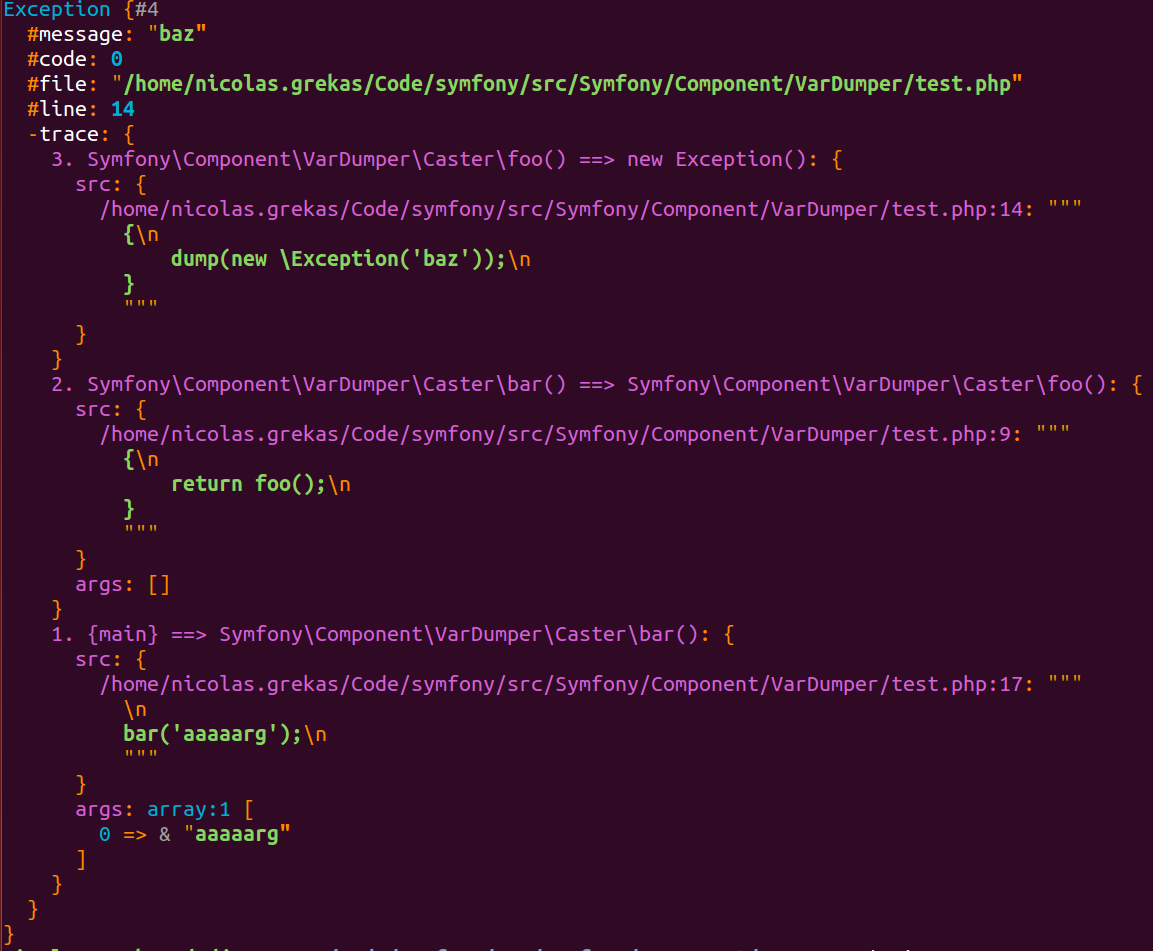 Exception {#4
  #message: "baz"
  #code: 0
  #file: "/home/nicolas.grekas/Code/symfony/src/Symfony/Component/VarDumper/test.php"
  #line: 14
  -trace: {
    3. Symfony\Component\VarDumper\Caster\foo() ==> new Exception(): {
      src: {
        /home/nicolas.grekas/Code/symfony/src/Symfony/Component/VarDumper/test.php:14: """
          {\n
              dump(new \Exception('baz'));\n
          }
          """
      }
    }
    2. Symfony\Component\VarDumper\Caster\bar() ==> Symfony\Component\VarDumper\Caster\foo(): {
      src: {
        /home/nicolas.grekas/Code/symfony/src/Symfony/Component/VarDumper/test.php:9: """
          {\n
              return foo();\n
          }
          """
      }
      args: []
    }
    1. {main} ==> Symfony\Component\VarDumper\Caster\bar(): {
      src: {
        /home/nicolas.grekas/Code/symfony/src/Symfony/Component/VarDumper/test.php:17: """
          \n
          bar('aaaaarg');\n
          """
      }
      args: array:1 [
        0 => & "aaaaarg"
      ]
    }
  }
}